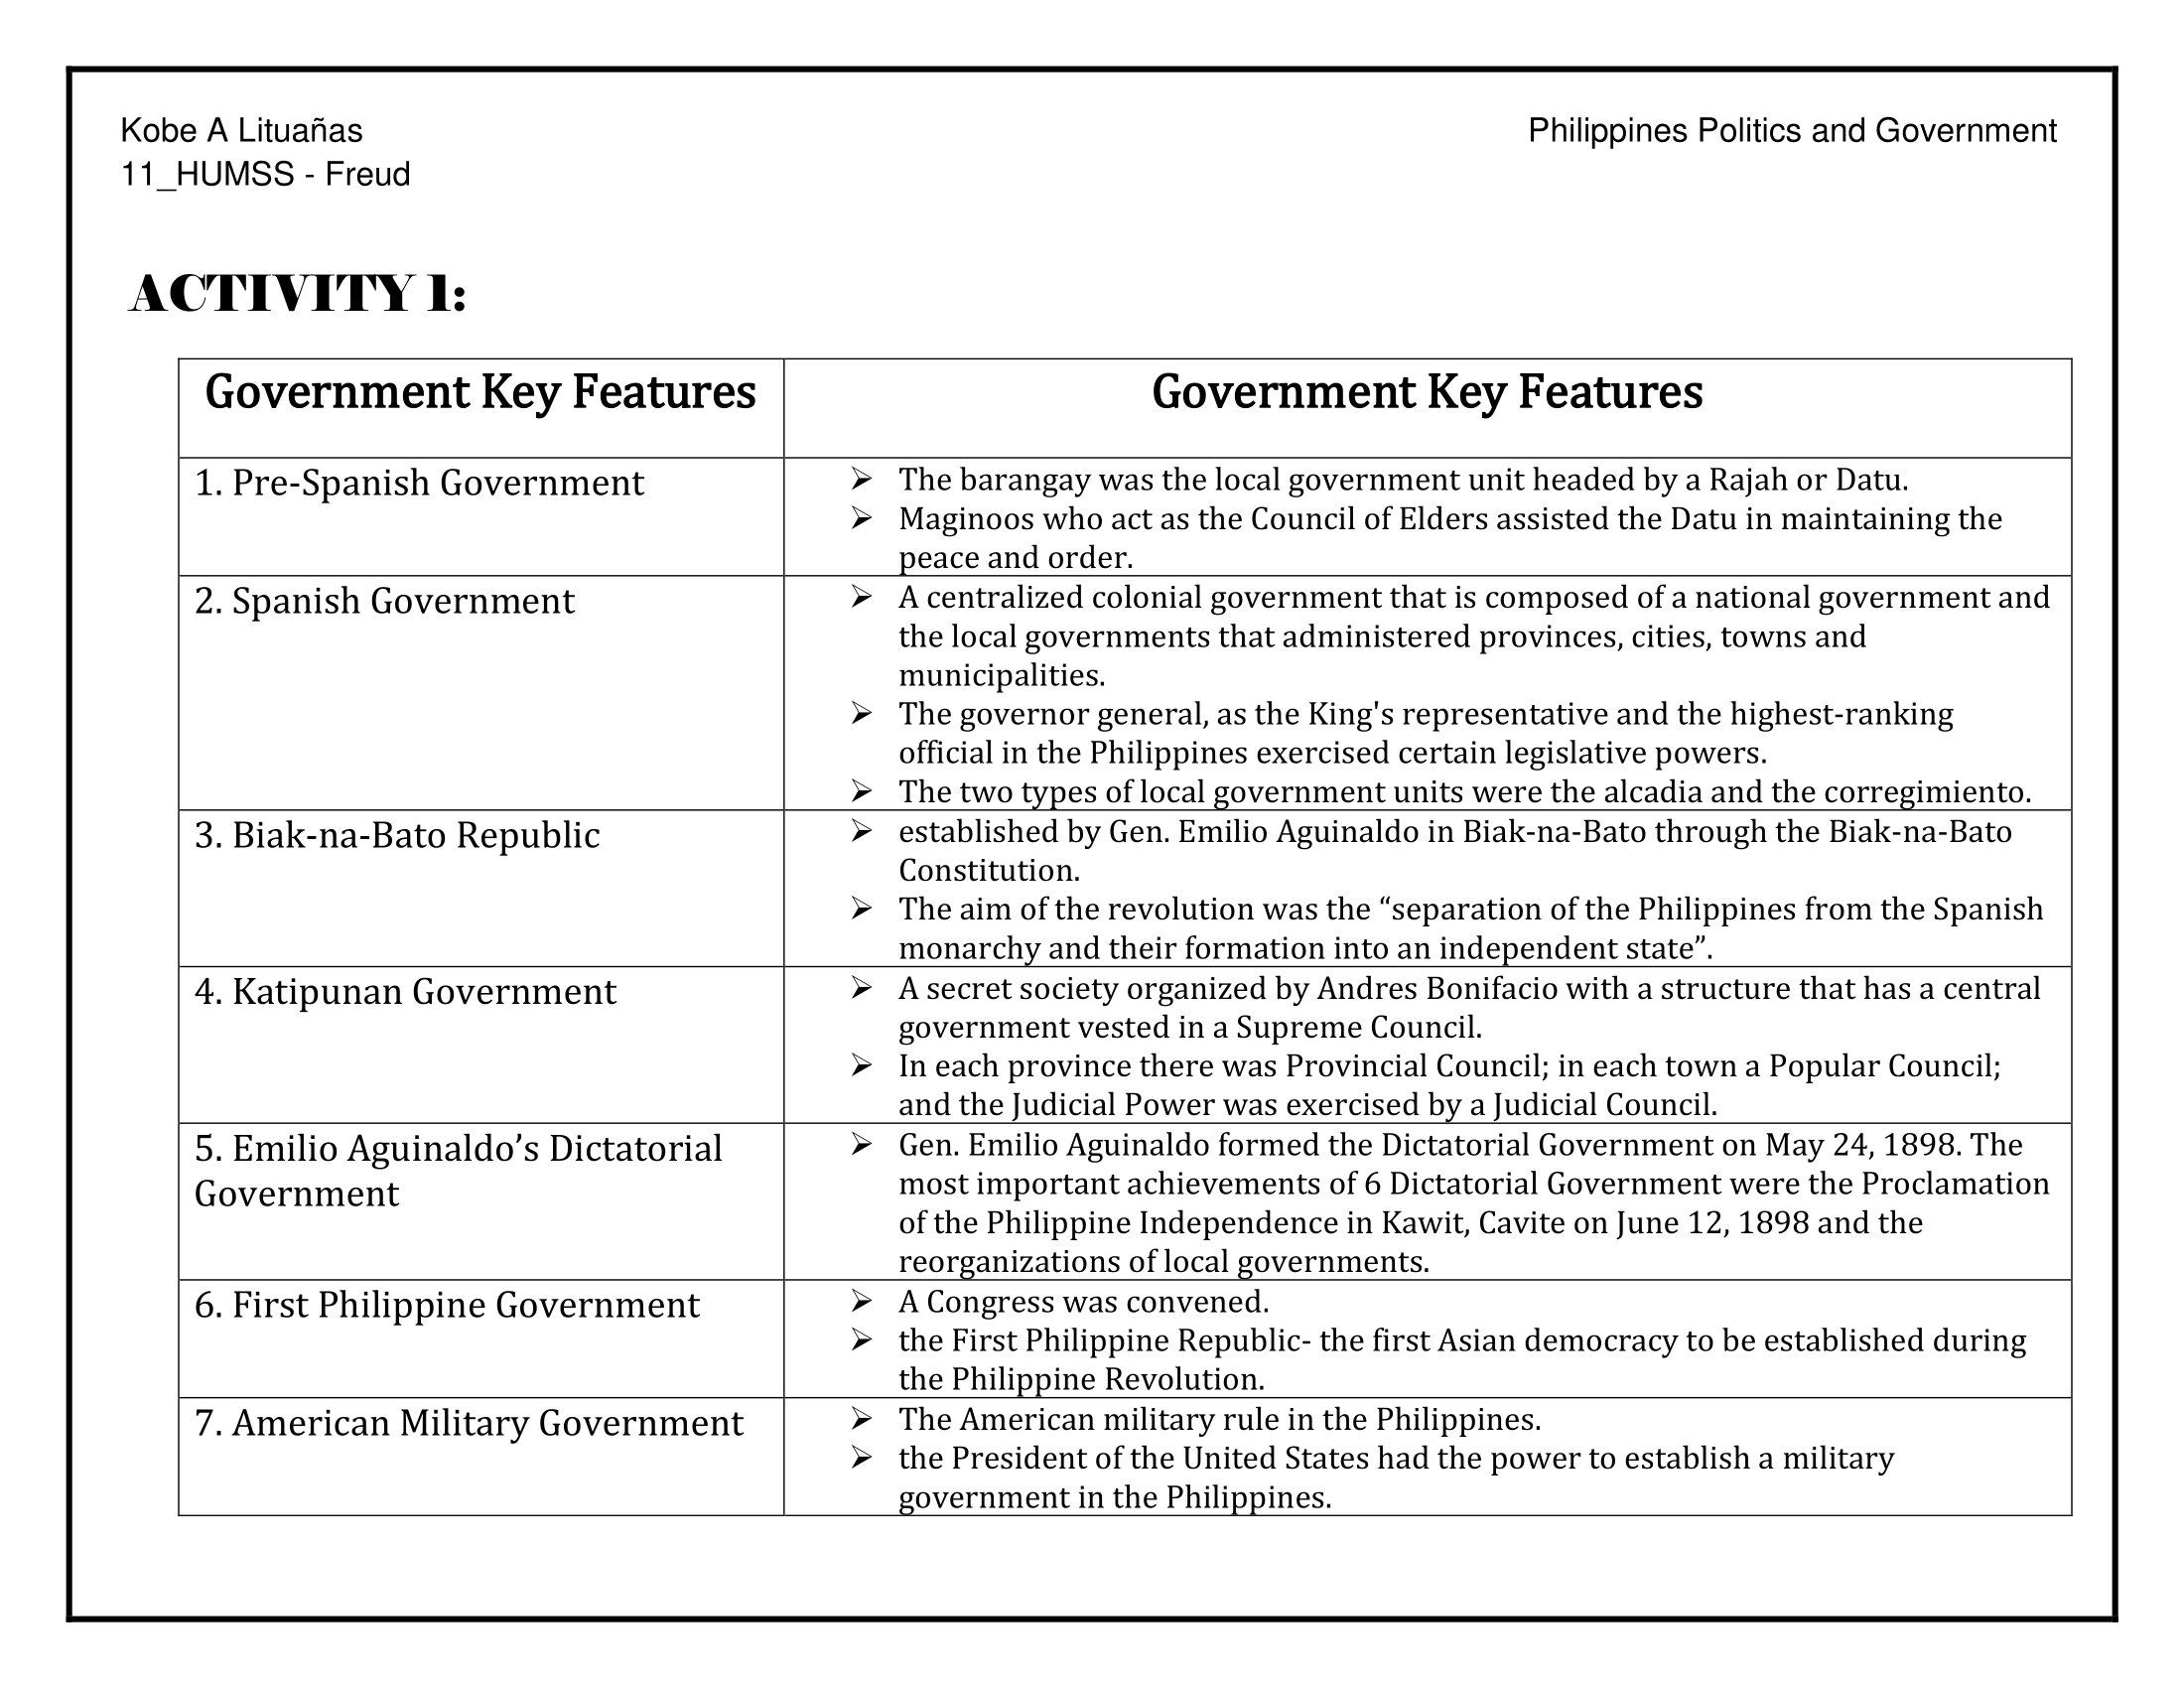 Kobe A Lituañas
Philippines Politics and Government
11_HUMSS - Freud
ACTIVITY 1:
Government Key Features
Government Key Features
1. Pre-Spanish Government
➢ The barangay was the local government unit headed by a Rajah or Datu.
➢ Maginoos who act as the Council of Elders assisted the Datu in maintaining the
peace and order.
2. Spanish Government
➢ A centralized colonial government that is composed of a national government and
the local governments that administered provinces, cities, towns and
municipalities.
➢ The governor general, as the King's representative and the highest-ranking
official in the Philippines exercised certain legislative powers.
➢ The two types of local government units were the alcadia and the corregimiento.
3. Biak-na-Bato Republic
➢ established by Gen. Emilio Aguinaldo in Biak-na-Bato through the Biak-na-Bato
Constitution.
➢ The aim of the revolution was the “separation of the Philippines from the Spanish
monarchy and their formation into an independent state”.
4. Katipunan Government
➢ A secret society organized by Andres Bonifacio with a structure that has a central
government vested in a Supreme Council.
➢ In each province there was Provincial Council; in each town a Popular Council;
and the Judicial Power was exercised by a Judicial Council.
5. Emilio Aguinaldo’s Dictatorial
Government
➢ Gen. Emilio Aguinaldo formed the Dictatorial Government on May 24, 1898. The
most important achievements of 6 Dictatorial Government were the Proclamation
of the Philippine Independence in Kawit, Cavite on June 12, 1898 and the
reorganizations of local governments.
6. First Philippine Government
➢ A Congress was convened.
➢ the First Philippine Republic- the first Asian democracy to be established during
the Philippine Revolution.
7. American Military Government
➢ The American military rule in the Philippines.
➢ the President of the United States had the power to establish a military
government in the Philippines.